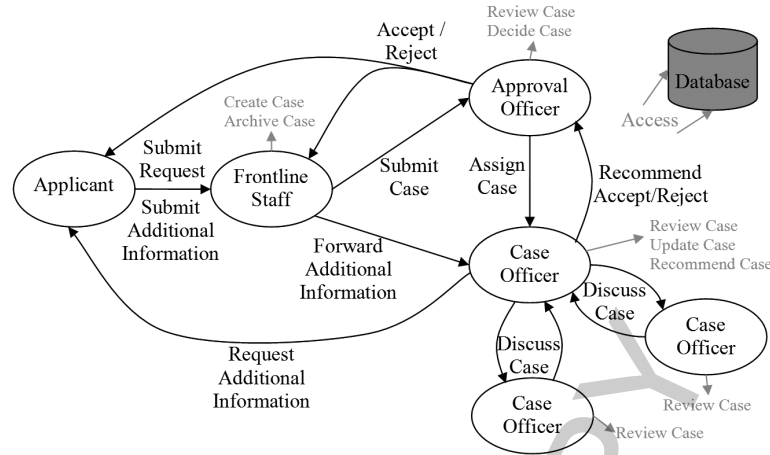 Review Case
Decide Case
Accept /
Reject
Approval
Officer
Database
Access
Create Case
Archive Case
Submit
Request
Applicant
Frontline
Staff
Submit
Case
Assign
Case
Recommend
Accept/Reject
Submit
Additional
Information
Forward
Additional
Information
Case
Officer
Review Case
Update Case
Recommend Case
Discuss
Case
Case
Officer
Discuss
Case
Request
Additional
Information
Case
Officer
Review Case
Review Case